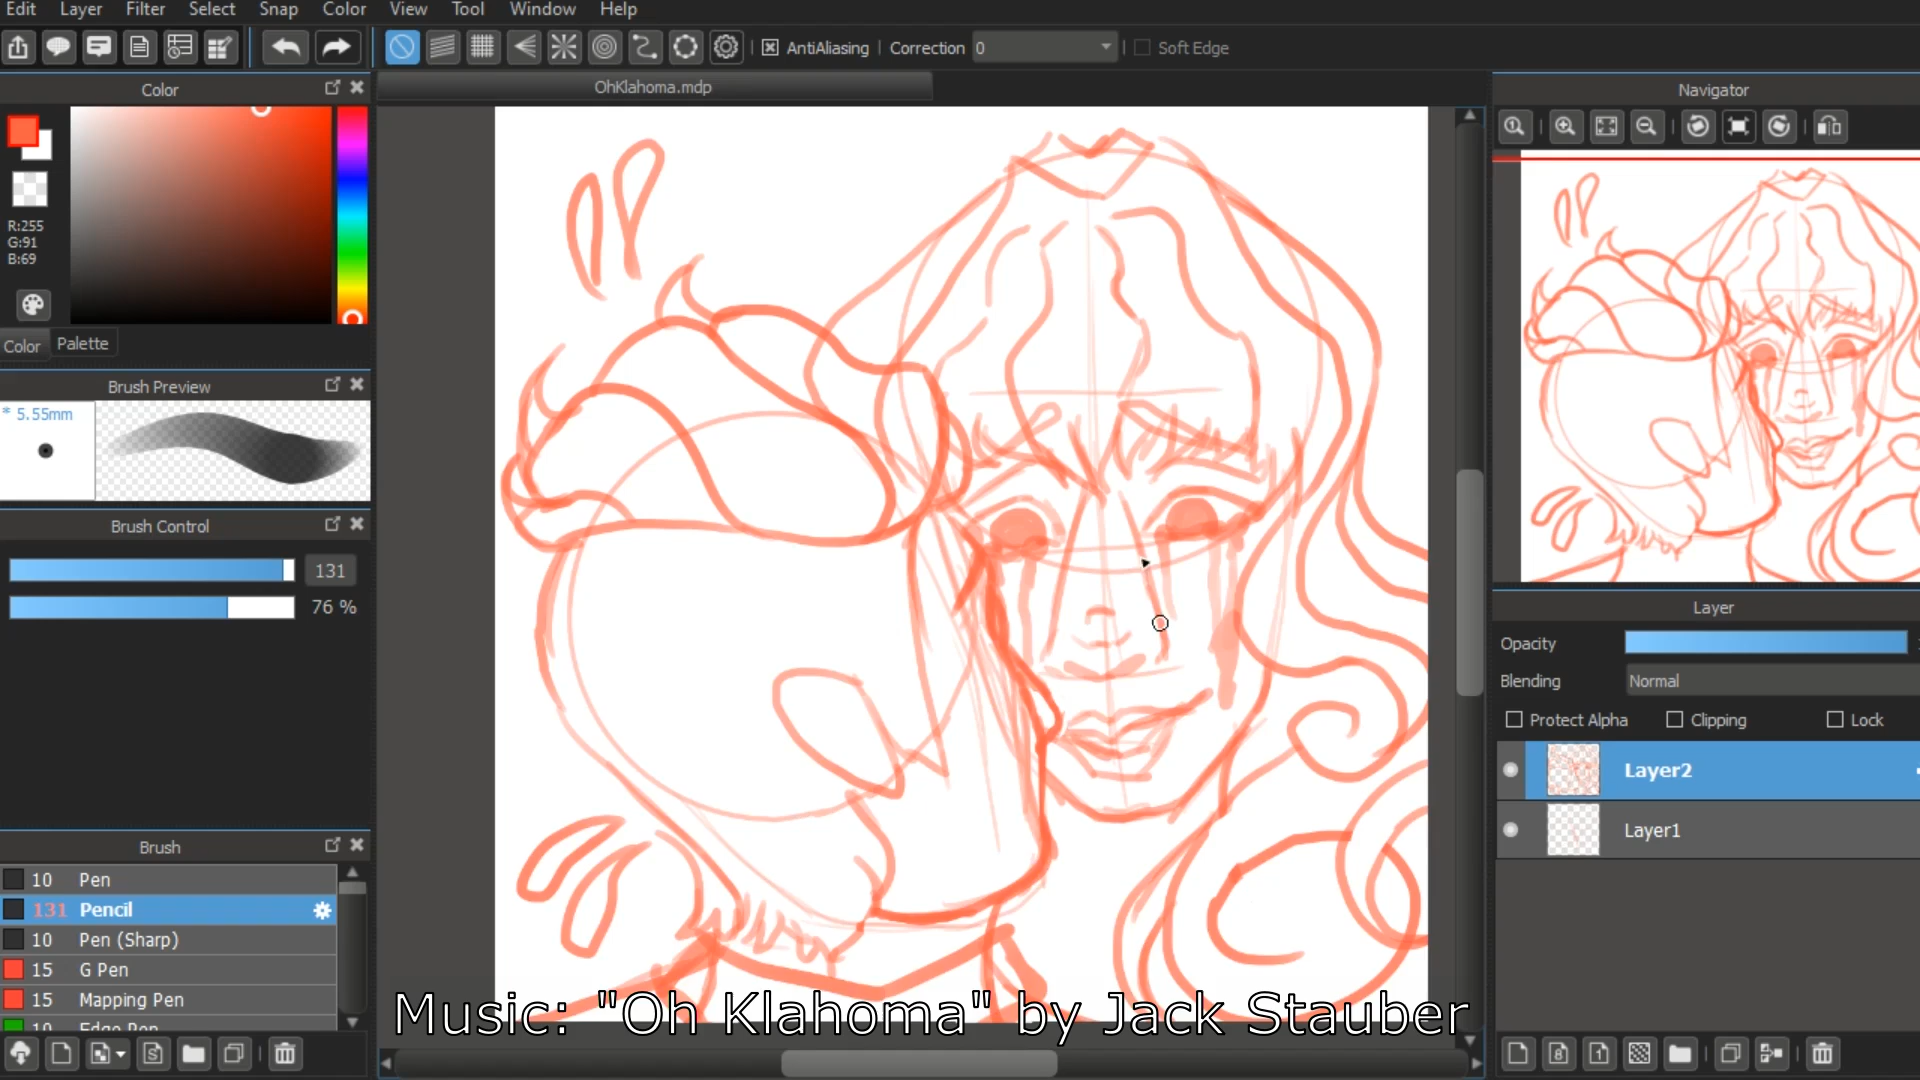 Edit Layer Filter Select Snap Color View Tool Window Help
AntiAliasing Correction 0 Soft Edge
Color
OhKlahoma.mdp
Navigator
R:255
G:91
B:69
Color Palette
Brush Preview
* 5.55mm
Brush Control
131
76 %
Layer
Opacity
Blending Normal
Protect Alpha Clipping Lock
Layer2
Layer1
Brush
10 Pen
131 Pencil
10 Pen (Sharp)
15 G Pen
15 Mapping Pen
10 Edge Pen
Music: "Oh Klahoma" by Jack Stauber